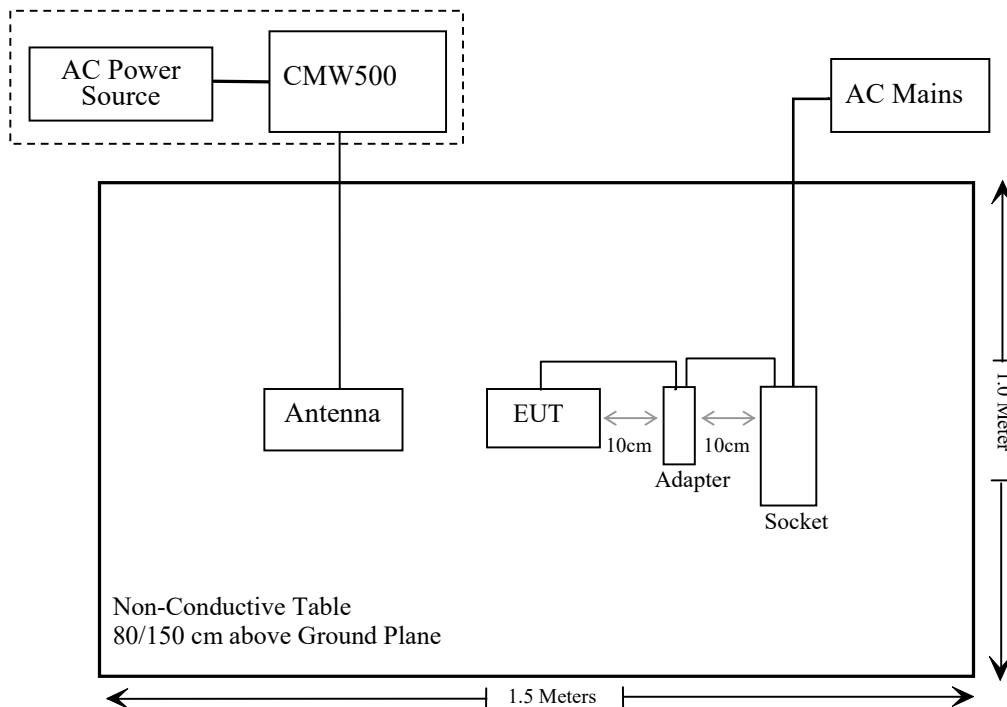 AC Power
Source
CMW500
AC Mains
Antenna
EUT
10cm
10cm
Adapter
Socket
1.0 Meter
Non-Conductive Table
80/150 cm above Ground Plane
1.5 Meters